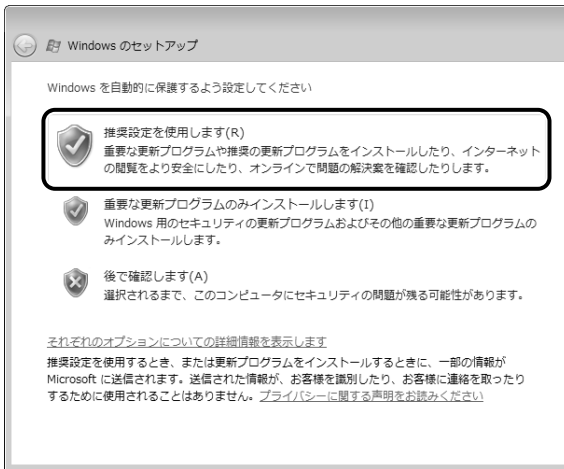 Windows のセットアップ
Windows を自動的に保護するよう設定してください
推奨設定を使用します(R)
重要な更新プログラムや推奨の更新プログラムをインストールしたり、インターネット
の閲覧をより安全にしたり、オンラインで問題の解決案を確認したりします。
重要な更新プログラムのみインストールします(I)
Windows 用のセキュリティの更新プログラムおよびその他の重要な更新プログラムの
みインストールします。
後で確認します(A)
選択されるまで、このコンピュータにセキュリティの問題が残る可能性があります。
それぞれのオプションについての詳細情報を表示します
推奨設定を使用するとき、または更新プログラムをインストールするときに、一部の情報が
Microsoft に送信されます。送信された情報が、お客様を識別したり、お客様に連絡を取ったり
するために使用されることはありません。プライバシーに関する声明をお読みください